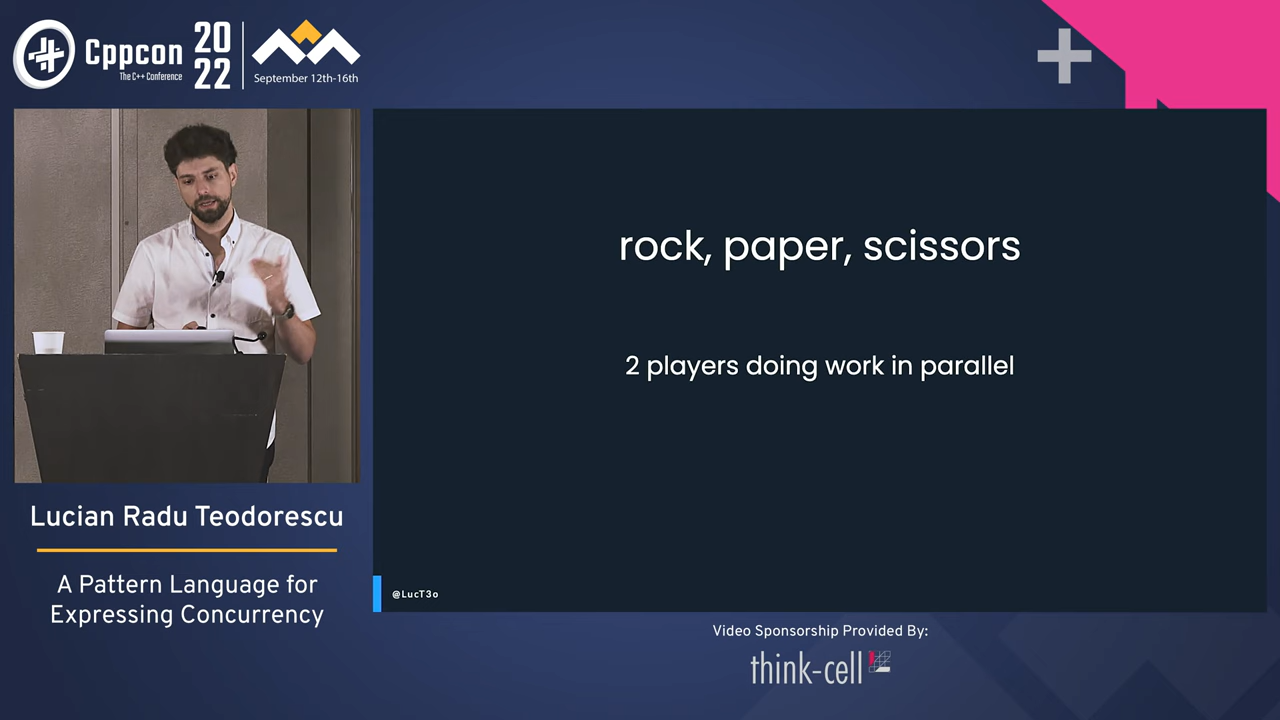 Cppcon
The C++ Conference
20
22
September 12th-16th
rock, paper, scissors
2 players doing work in parallel
@LucT3o
Lucian Radu Teodorescu
A Pattern Language for
Expressing Concurrency
Video Sponsorship Provided By:
think-cell